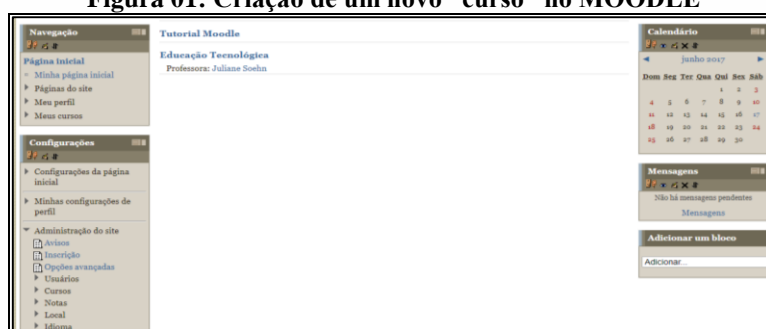 Figura 01: Criação de um novo "curso" no MOODLE
Navegação
Página inicial
Minha página inicial
Páginas do site
Meu perfil
Meus cursos
Configurações
Configurações da página
inicial
Minhas configurações de
perfil
Administração do site
Avisos
Inscrição
Opções avançadas
Usuários
Cursos
Notas
Local
Idioma
Tutorial Moodle
Educação Tecnológica
Professora: Juliane Soehn
Calendário
junho 2017
Dom Seg Ter Qua Qui Sex Sáb
1 2 3
4 5 6 7 8 9 10
11 12 13 14 15 16 17
18 19 20 21 22 23 24
25 26 27 28 29 30
Mensagens
Não há mensagens pendentes
Mensagens
Adicionar um bloco
Adicionar...